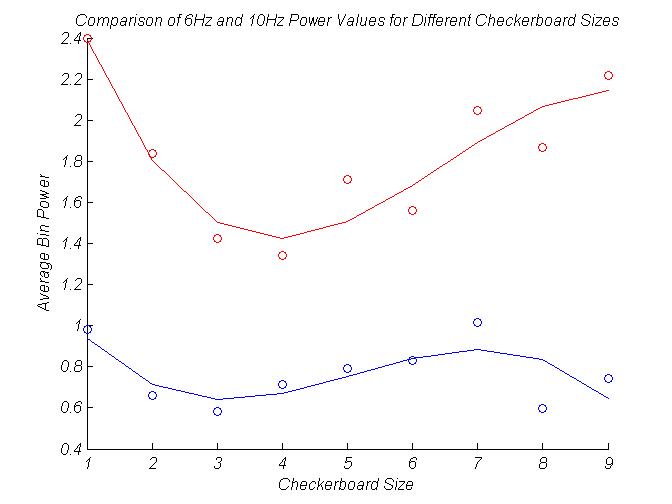 Comparison of 6Hz and 10Hz Power Values for Different Checkerboard Sizes
2.4
2.2
2
1.8
1.6
1.4
1.2
1
0.8
0.6
0.4
Average Bin Power
1 2 3 4 5 6 7 8 9
Checkerboard Size